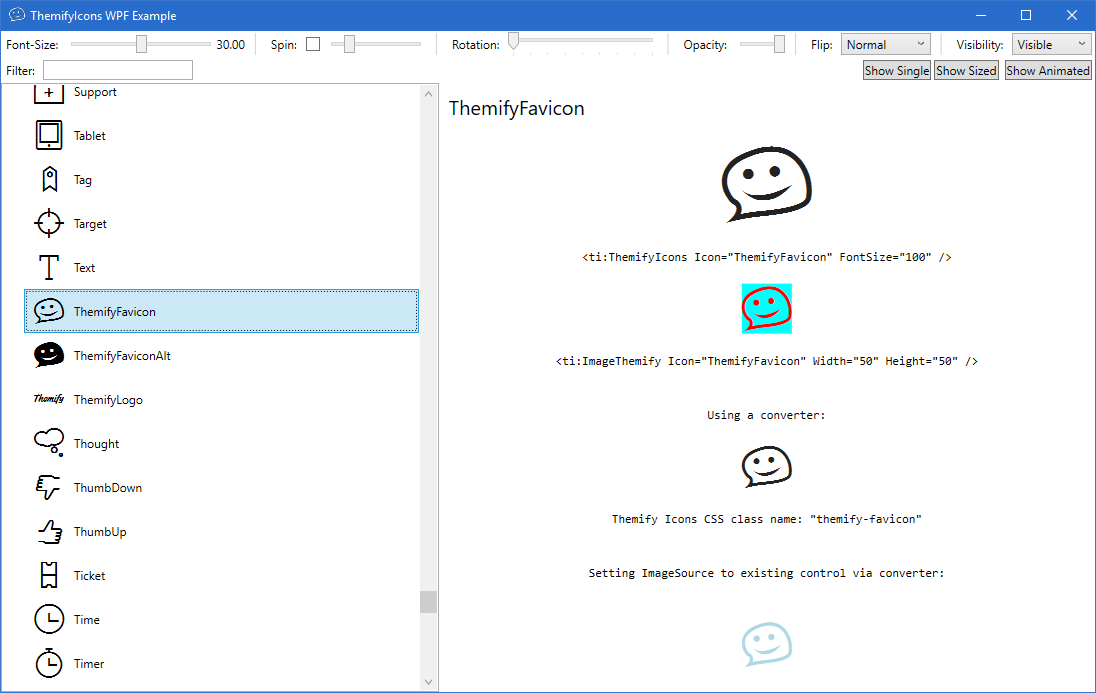 ThemifyIcons WPF Example
Font-Size: 30.00 Spin: Rotation: Opacity: Flip: Normal Visibility: Visible
Filter: Show Single Show Sized Show Animated
Support
Tablet
Tag
Target
Text
ThemifyFavicon
ThemifyFaviconAlt
Themify ThemifyLogo
Thought
ThumbDown
ThumbUp
Ticket
Time
Timer
ThemifyFavicon
<ti:ThemifyIcons Icon="ThemifyFavicon" FontSize="100" />
<ti:ImageThemify Icon="ThemifyFavicon" Width="50" Height="50" />
Using a converter:
Themify Icons CSS class name: "themify-favicon"
Setting ImageSource to existing control via converter: